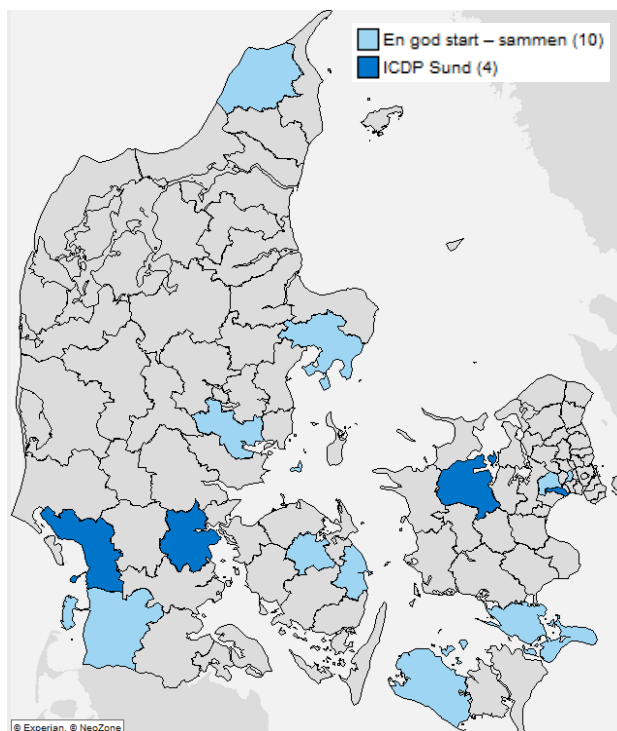 En god start – sammen (10)
ICDP Sund (4)
© Experian, © NeoZone